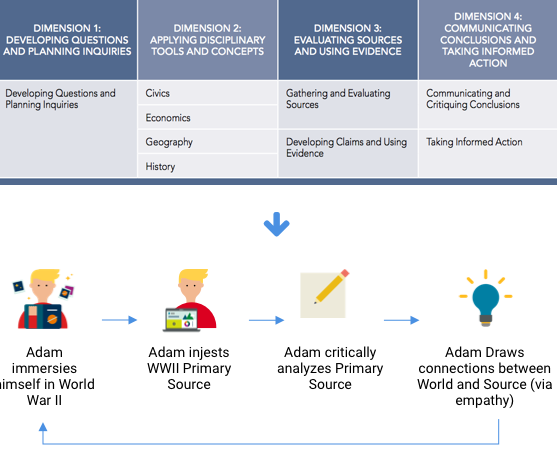 DIMENSION 1:
DEVELOPING QUESTIONS
AND PLANNING INQUIRIES
DIMENSION 2:
APPLYING DISCIPLINARY
TOOLS AND CONCEPTS
DIMENSION 3:
EVALUATING SOURCES
AND USING EVIDENCE
DIMENSION 4:
COMMUNICATING
CONCLUSIONS AND
TAKING INFORMED
ACTION
Developing Questions and
Planning Inquiries
Civics
Economics
Geography
History
Gathering and Evaluating
Sources
Developing Claims and Using
Evidence
Communicating and
Critiquing Conclusions
Taking Informed Action
Adam
immersies
himself in World
War II
Adam injests
WWII Primary
Source
Adam critically
analyzes Primary
Source
Adam Draws
connections between
World and Source (via
empathy)